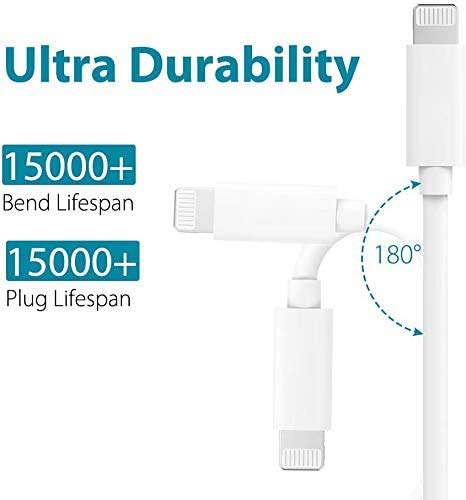 Ultra Durability
15000+
Bend Lifespan
15000+
Plug Lifespan
180°